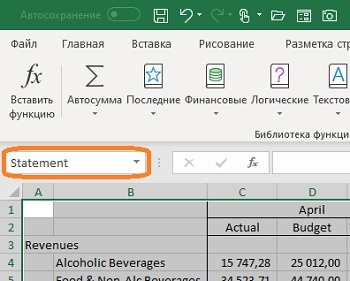 Автосохранение
Файл Главная Вставка Рисование Разметка стр
fx Σ ?
Вставить функцию Автосумма Последние Финансовые Логические Текстов
Библиотека функци
Statement fx
A B C D
1 April
2 Actual Budget
3 Revenues
4 Alcoholic Beverages 15 747,28 25 012,00
5 Food & Non-Alc Beverages 34 523,71 44 740,00